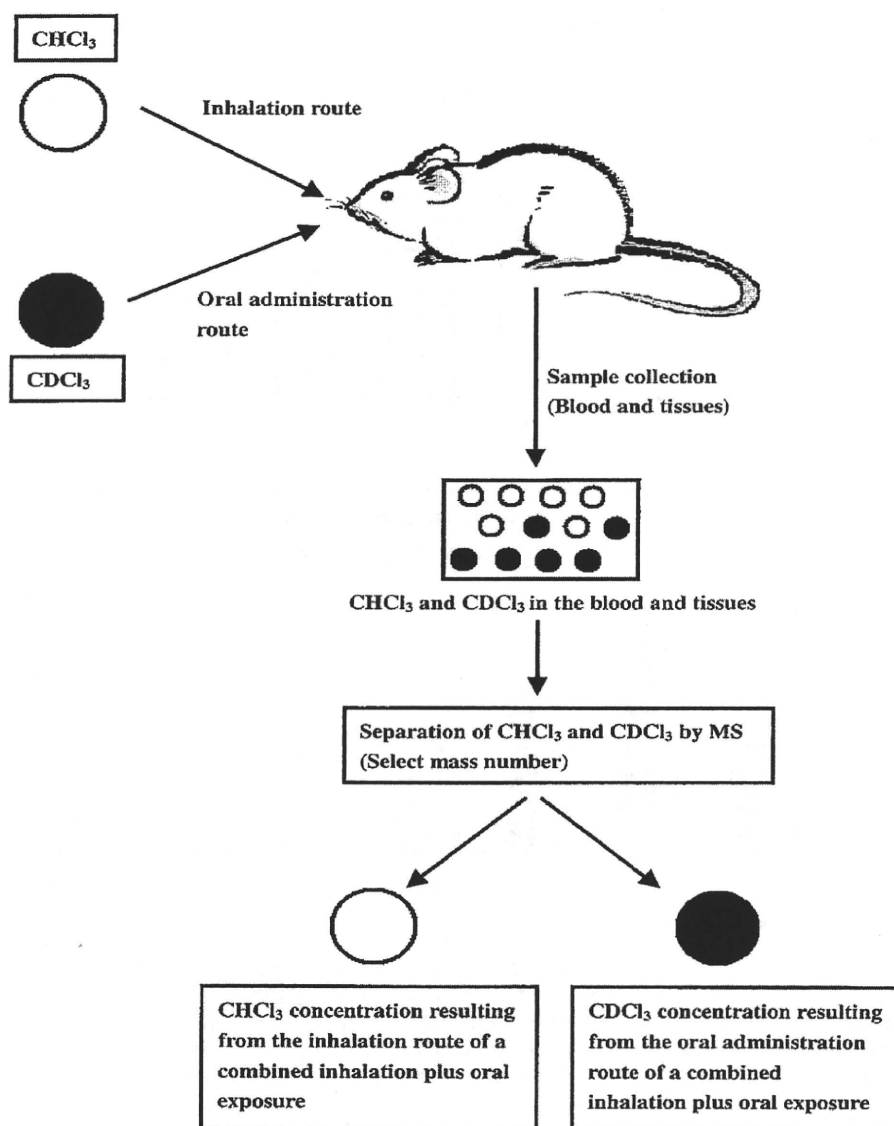 CHCl₃
Inhalation route
Oral administration
route
CDCl₃
Sample collection
(Blood and tissues)
CHCl₃ and CDCl₃ in the blood and tissues
Separation of CHCl₃ and CDCl₃ by MS
(Select mass number)
CHCl₃ concentration resulting
from the inhalation route of a
combined inhalation plus oral
exposure
CDCl₃ concentration resulting
from the oral administration
route of a combined
inhalation plus oral exposure